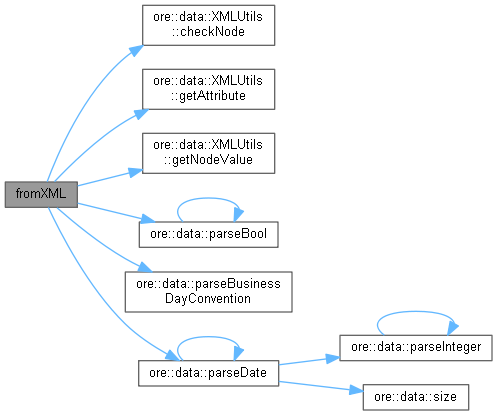 ore::data::XMLUtils
::checkNode
ore::data::XMLUtils
::getAttribute
ore::data::XMLUtils
::getNodeValue
fromXML
ore::data::parseBool
ore::data::parseBusiness
DayConvention
ore::data::parseDate
ore::data::parseInteger
ore::data::size